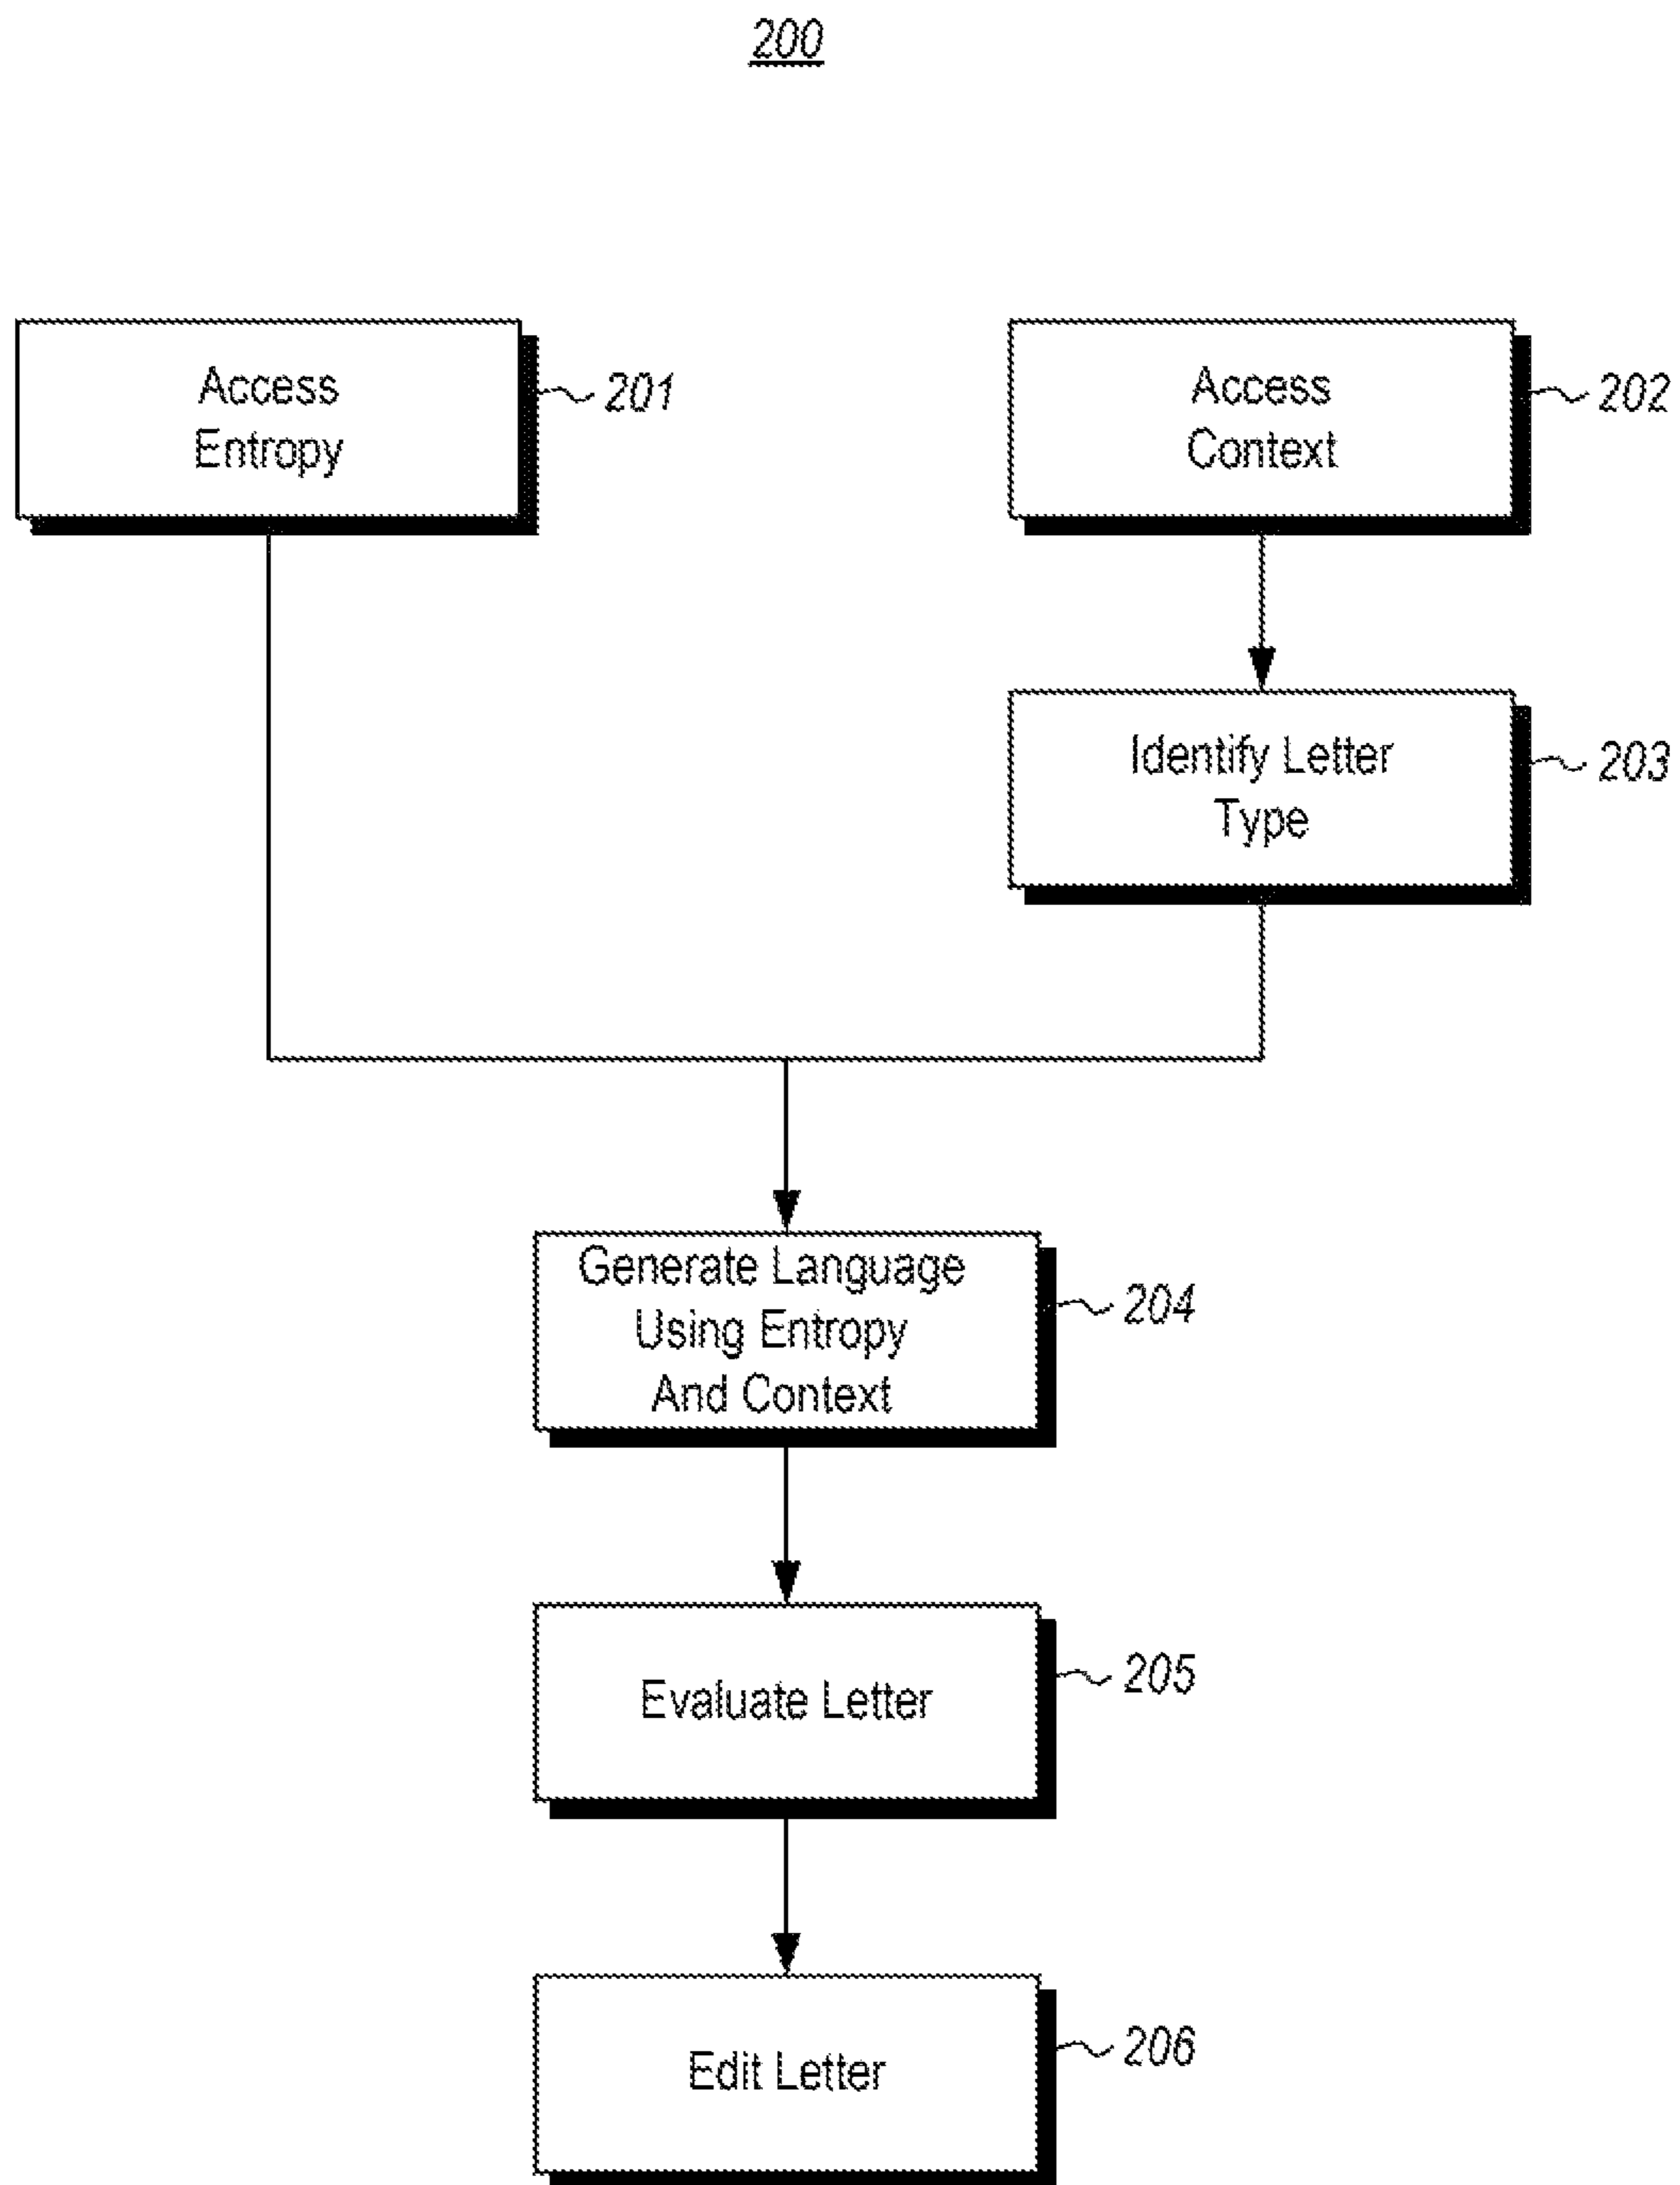 200
Access
Entropy
201
Access
Context
202
Identify Letter
Type
203
Generate Language
Using Entropy
And Context
204
Evaluate Letter
205
Edit Letter
206